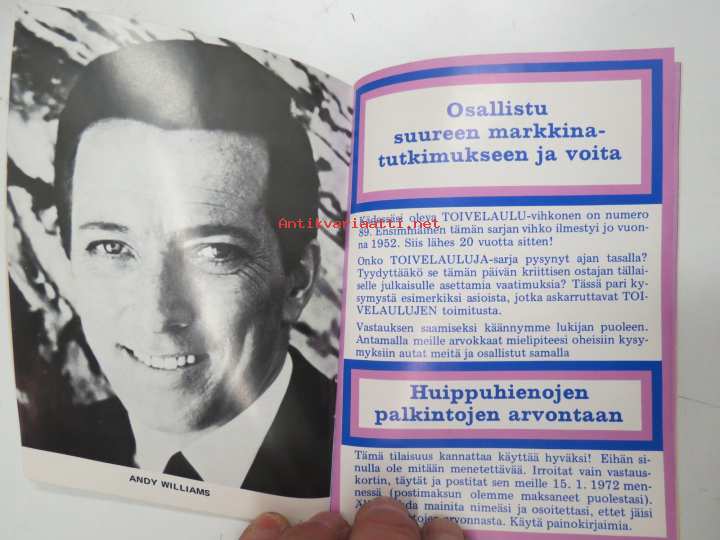 ANDY WILLIAMS
Osallistu
suureen markkina-
tutkimukseen ja voita
Kädessäsi oleva TOIVELAULU-vihkonen on numero
89. Ensimmäinen tämän sarjan vihko ilmestyi jo vuon-
na 1952. Siis lähes 20 vuotta sitten!
Onko TOIVELAULUJA-sarja pysynyt ajan tasalla?
Tyydyttääkö se tämän päivän kriittisen ostajan tällai-
selle julkaisulle asettamia vaatimuksia? Tässä pari ky-
symystä esimerkiksi asioista, jotka askarruttavat TOI-
VELAULUJEN toimitusta.
Vastauksen saamiseksi käännymme lukijan puoleen.
Antamalla meille arvokkaat mielipiteesi oheisiin kysy-
myksiin autat meitä ja osallistut samalla
Huippuhienojen
palkintojen arvontaan
Tämä tilaisuus kannattaa käyttää hyväksi! Eihän si-
nulla ole mitään menetettävää. Irroitat vain vastaus-
kortin, täytät ja postitat sen meille 15. 1. 1972 men-
nessä (postimaksun olemme maksaneet puolestasi).
mainita nimeäsi ja osoitettasi, ettet jäisi
arvonnasta. Käytä painokirjaimia.
Antikvariaatti.net